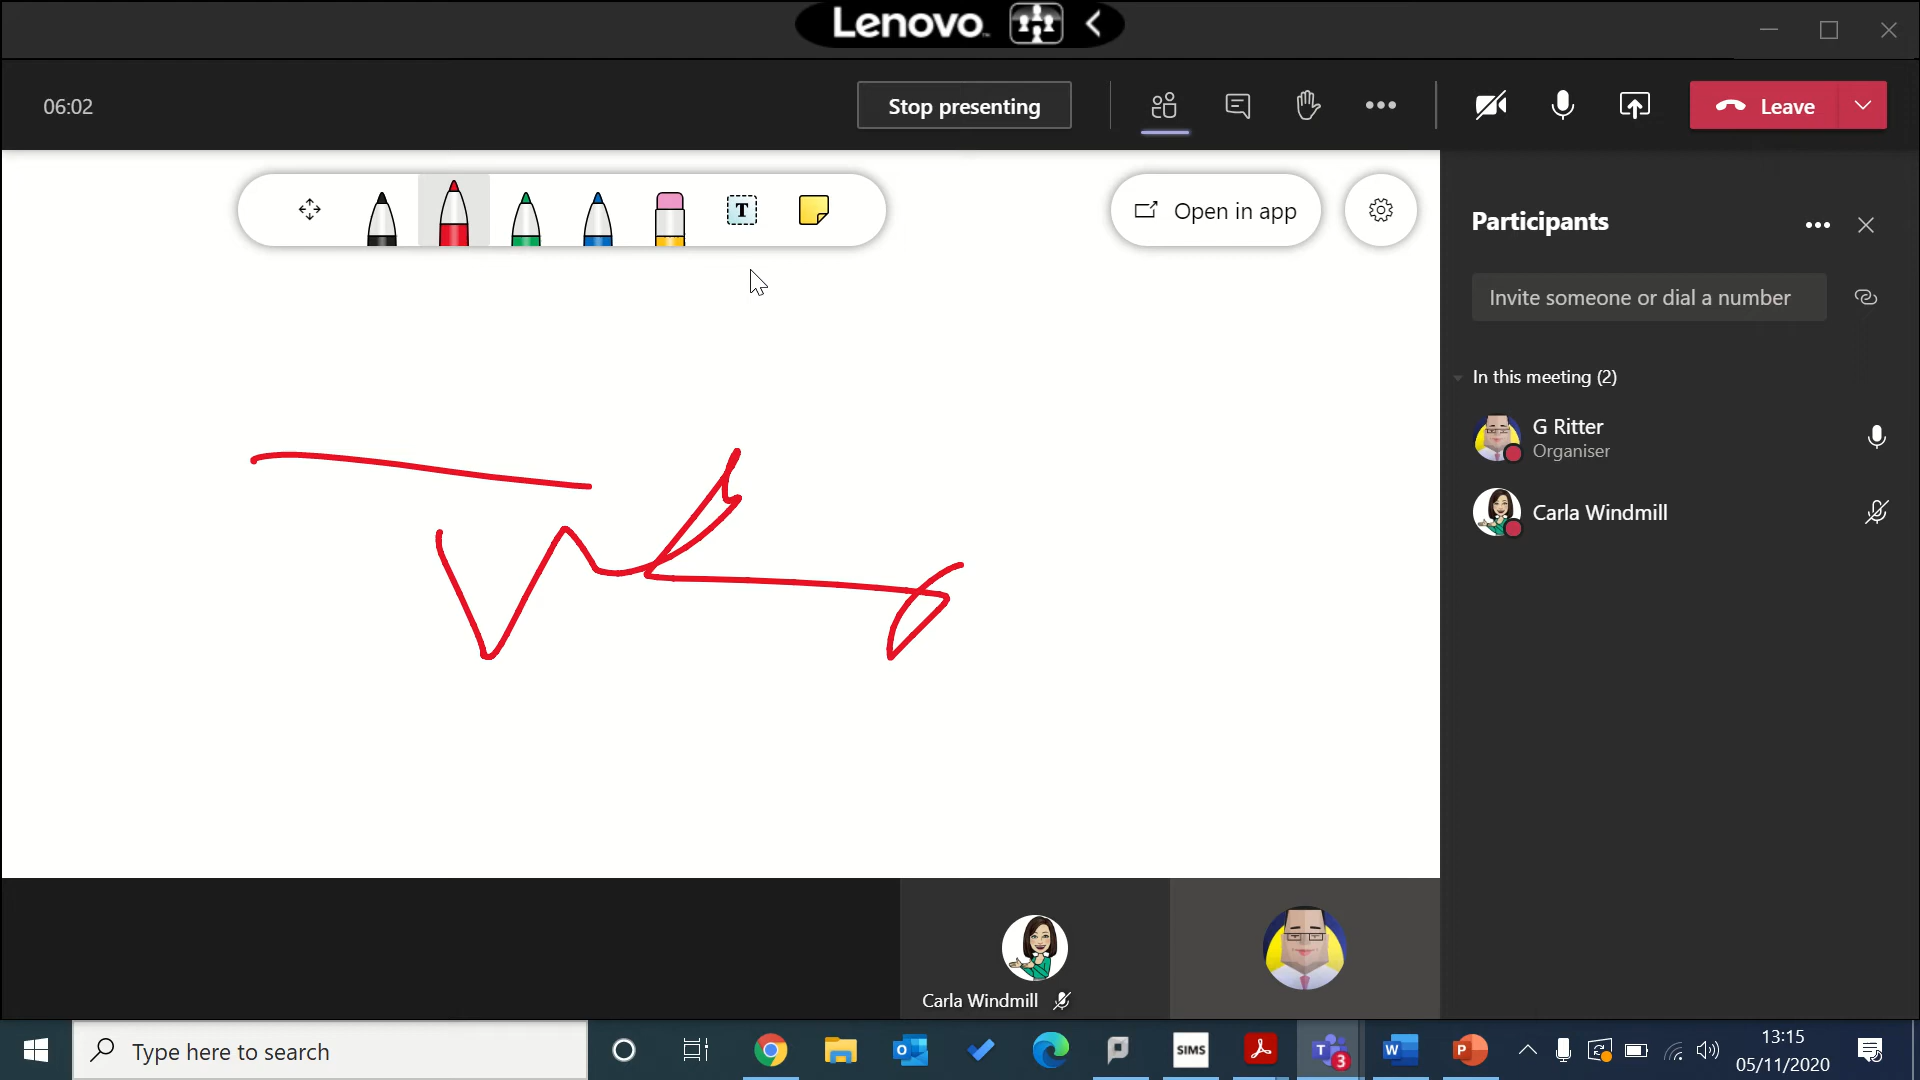 Lenovo
06:02
Stop presenting
Leave
T
Open in app
Participants
Invite someone or dial a number
In this meeting (2)
G Ritter
Organiser
Carla Windmill
Carla Windmill
Type here to search
SIMS
3
13:15
05/11/2020